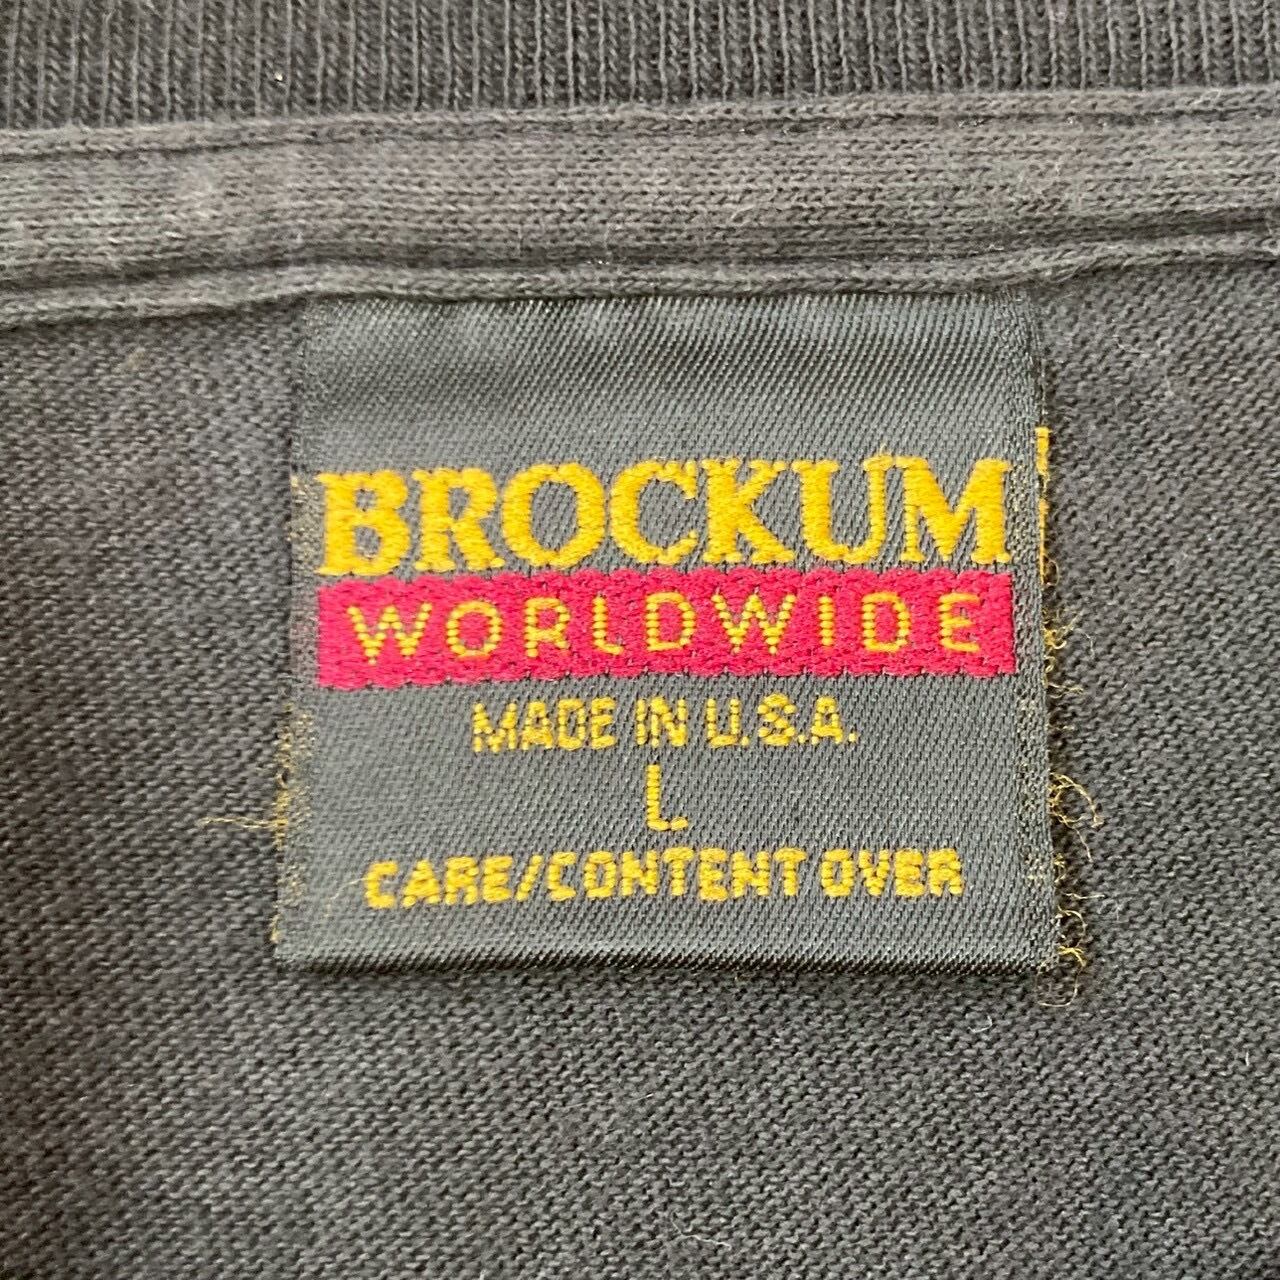 BROCKUM
WORLDWIDE
MADE IN U.S.A.
L
CARE/CONTENT OVER